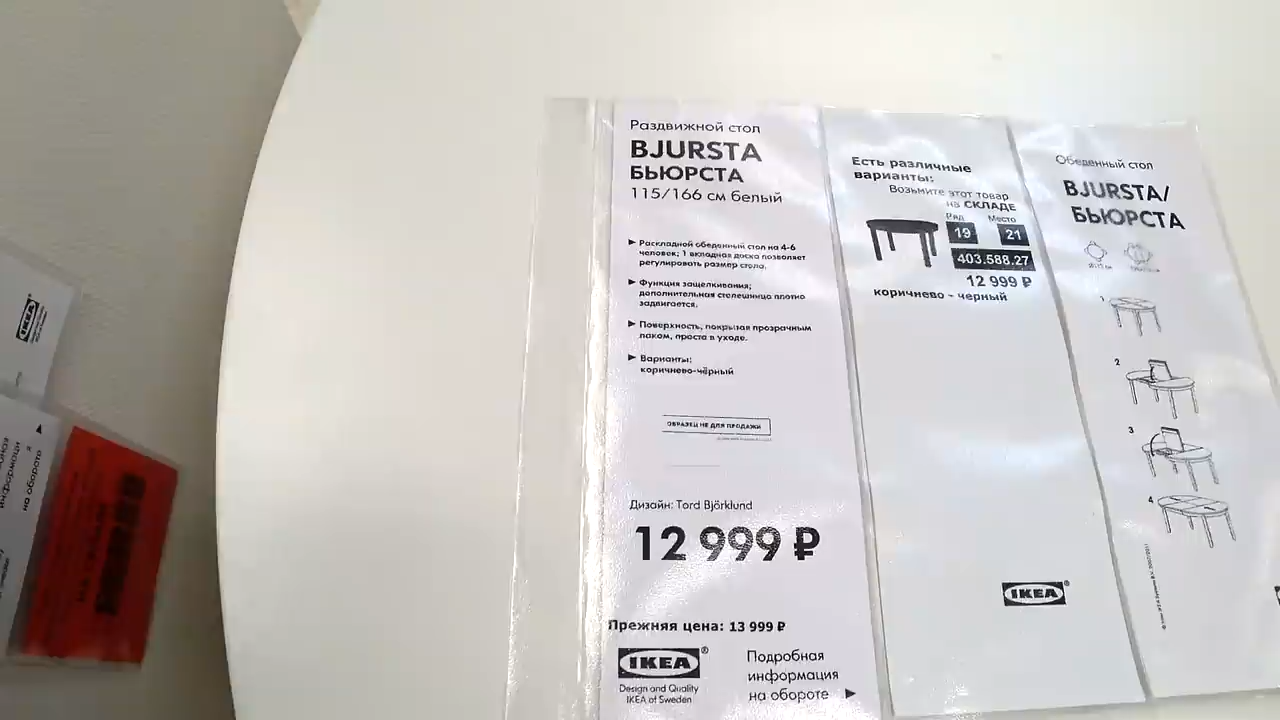 Раздвижной стол
BJURSTA
БЬЮРСТА
115/166 см белый
► Раскладной обеденный стол на 4-6
человек; 1 вкладная доска позволяет
регулировать размер стола.
► Функция защелкивания;
дополнительная столешница плотно
задвигается.
► Поверхность, покрытая прозрачным
лаком, проста в уходе.
► Варианты:
коричнево-чёрный
ОБРАЗЕЦ НЕ ДЛЯ ПРОДАЖИ
Дизайн: Tord Björklund
12 999 ₽
Прежняя цена: 13 999 ₽
IKEA®
Design and Quality
IKEA of Sweden
Подробная
информация
на обороте ►
Есть различные
варианты:
Возьмите этот товар
на СКЛАДЕ
Ряд Место
19 21
403.588.27
12 999 ₽
коричнево - черный
IKEA®
Обеденный стол
BJURSTA/
БЬЮРСТА
1
2
3
4
IKEA
информация
на обороте